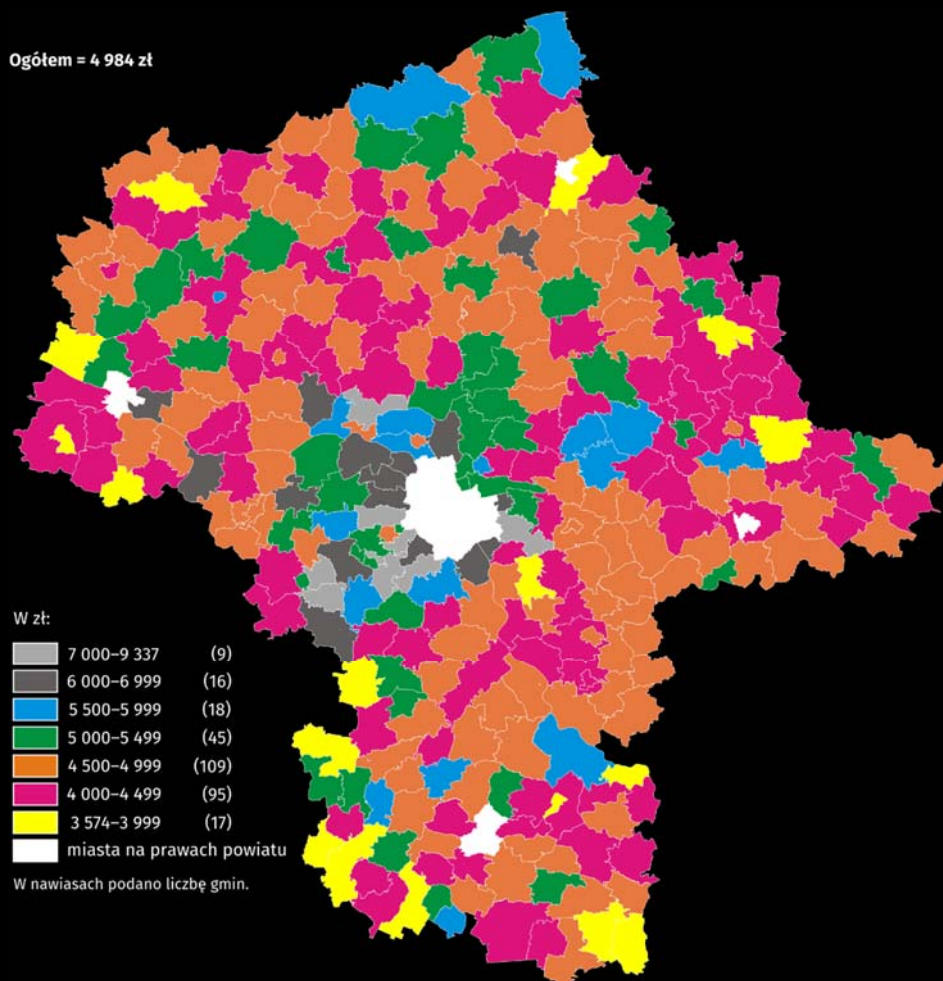 Ogółem = 4 984 zł
W zł:
7 000–9 337 (9)
6 000–6 999 (16)
5 500–5 999 (18)
5 000–5 499 (45)
4 500–4 999 (109)
4 000–4 499 (95)
3 574–3 999 (17)
miasta na prawach powiatu
W nawiasach podano liczbę gmin.